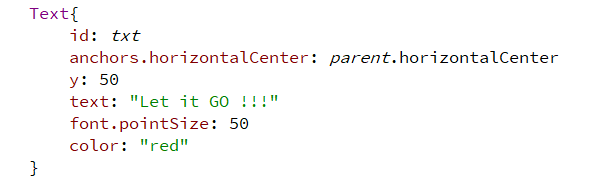 Text{
    id: txt
    anchors.horizontalCenter: parent.horizontalCenter
    y: 50
    text: "Let it GO !!!"
    font.pointSize: 50
    color: "red"
}